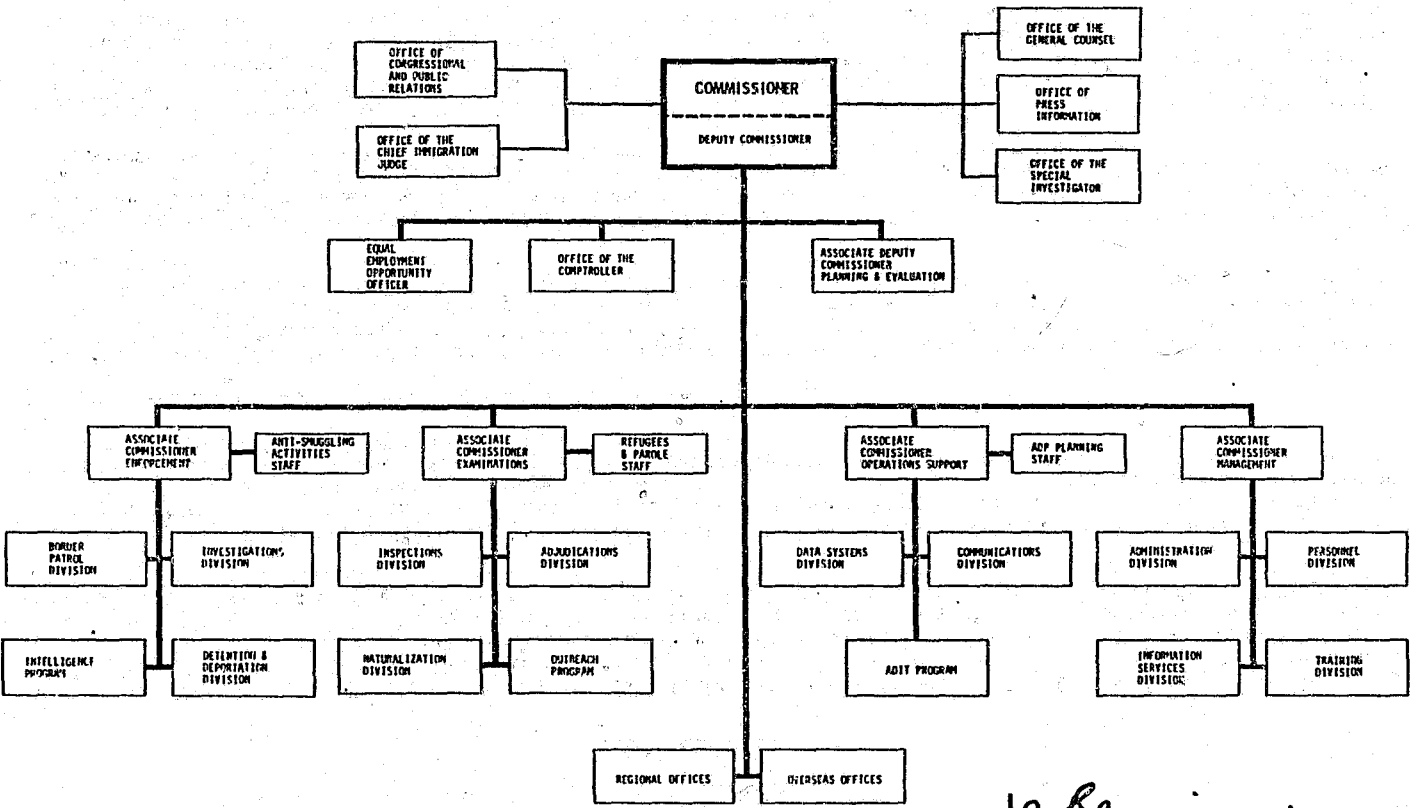 OFFICE OF
CONGRESSIONAL
AND PUBLIC
RELATIONS
OFFICE OF THE
CHIEF IMMIGRATION
JUDGE
COMMISSIONER
DEPUTY COMMISSIONER
OFFICE OF THE
GENERAL COUNSEL
OFFICE OF
PRESS
INFORMATION
OFFICE OF THE
SPECIAL
INVESTIGATOR
EQUAL
EMPLOYMENT
OPPORTUNITY
OFFICER
OFFICE OF THE
COMPTROLLER
ASSOCIATE DEPUTY
COMMISSIONER
PLANNING & EVALUATION
ASSOCIATE
COMMISSIONER
ENFORCEMENT
ANTI-SMUGGLING
ACTIVITIES
STAFF
ASSOCIATE
COMMISSIONER
EXAMINATIONS
REFUGEES
& PAROLE
STAFF
ASSOCIATE
COMMISSIONER
OPERATIONS SUPPORT
ADP PLANNING
STAFF
ASSOCIATE
COMMISSIONER
MANAGEMENT
BORDER
PATROL
DIVISION
INVESTIGATIONS
DIVISION
INSPECTIONS
DIVISION
ADJUDICATIONS
DIVISION
DATA SYSTEMS
DIVISION
COMMUNICATIONS
DIVISION
ADMINISTRATION
DIVISION
PERSONNEL
DIVISION
INTELLIGENCE
PROGRAM
DETENTION &
DEPORTATION
DIVISION
NATURALIZATION
DIVISION
OUTREACH
PROGRAM
ADIT PROGRAM
INFORMATION
SERVICES
DIVISION
TRAINING
DIVISION
REGIONAL OFFICES
OVERSEAS OFFICES